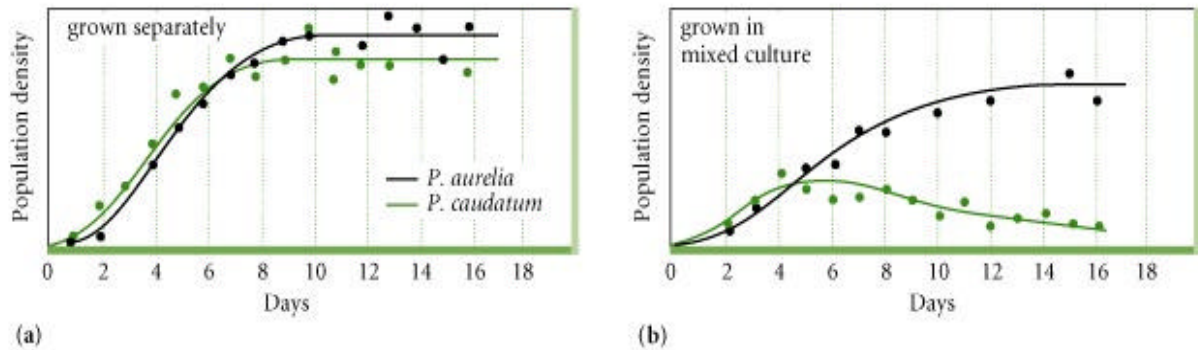 grown separately
Population density
P. aurelia
P. caudatum
0 2 4 6 8 10 12 14 16 18
Days
(a)
grown in
mixed culture
Population density
0 2 4 6 8 10 12 14 16 18
Days
(b)